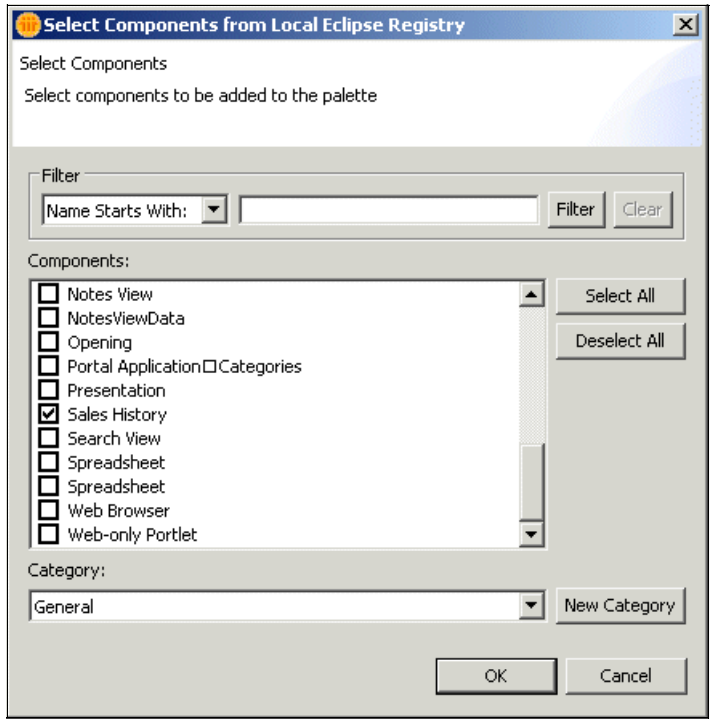 Select Components from Local Eclipse Registry
Select Components
Select components to be added to the palette
Filter
Name Starts With:
Filter
Clear
Components:
Notes View
NotesViewData
Opening
Portal Application□Categories
Presentation
Sales History
Search View
Spreadsheet
Spreadsheet
Web Browser
Web-only Portlet
Select All
Deselect All
Category:
General
New Category
OK
Cancel